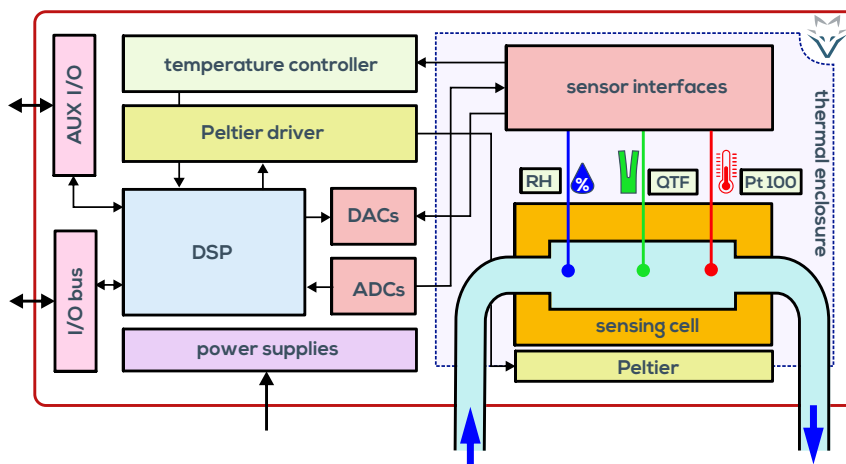 AUX I/O
temperature controller
sensor interfaces
Peltier driver
thermal enclosure
RH
%
QTF
Pt 100
DACs
DSP
I/O bus
ADCs
sensing cell
power supplies
Peltier